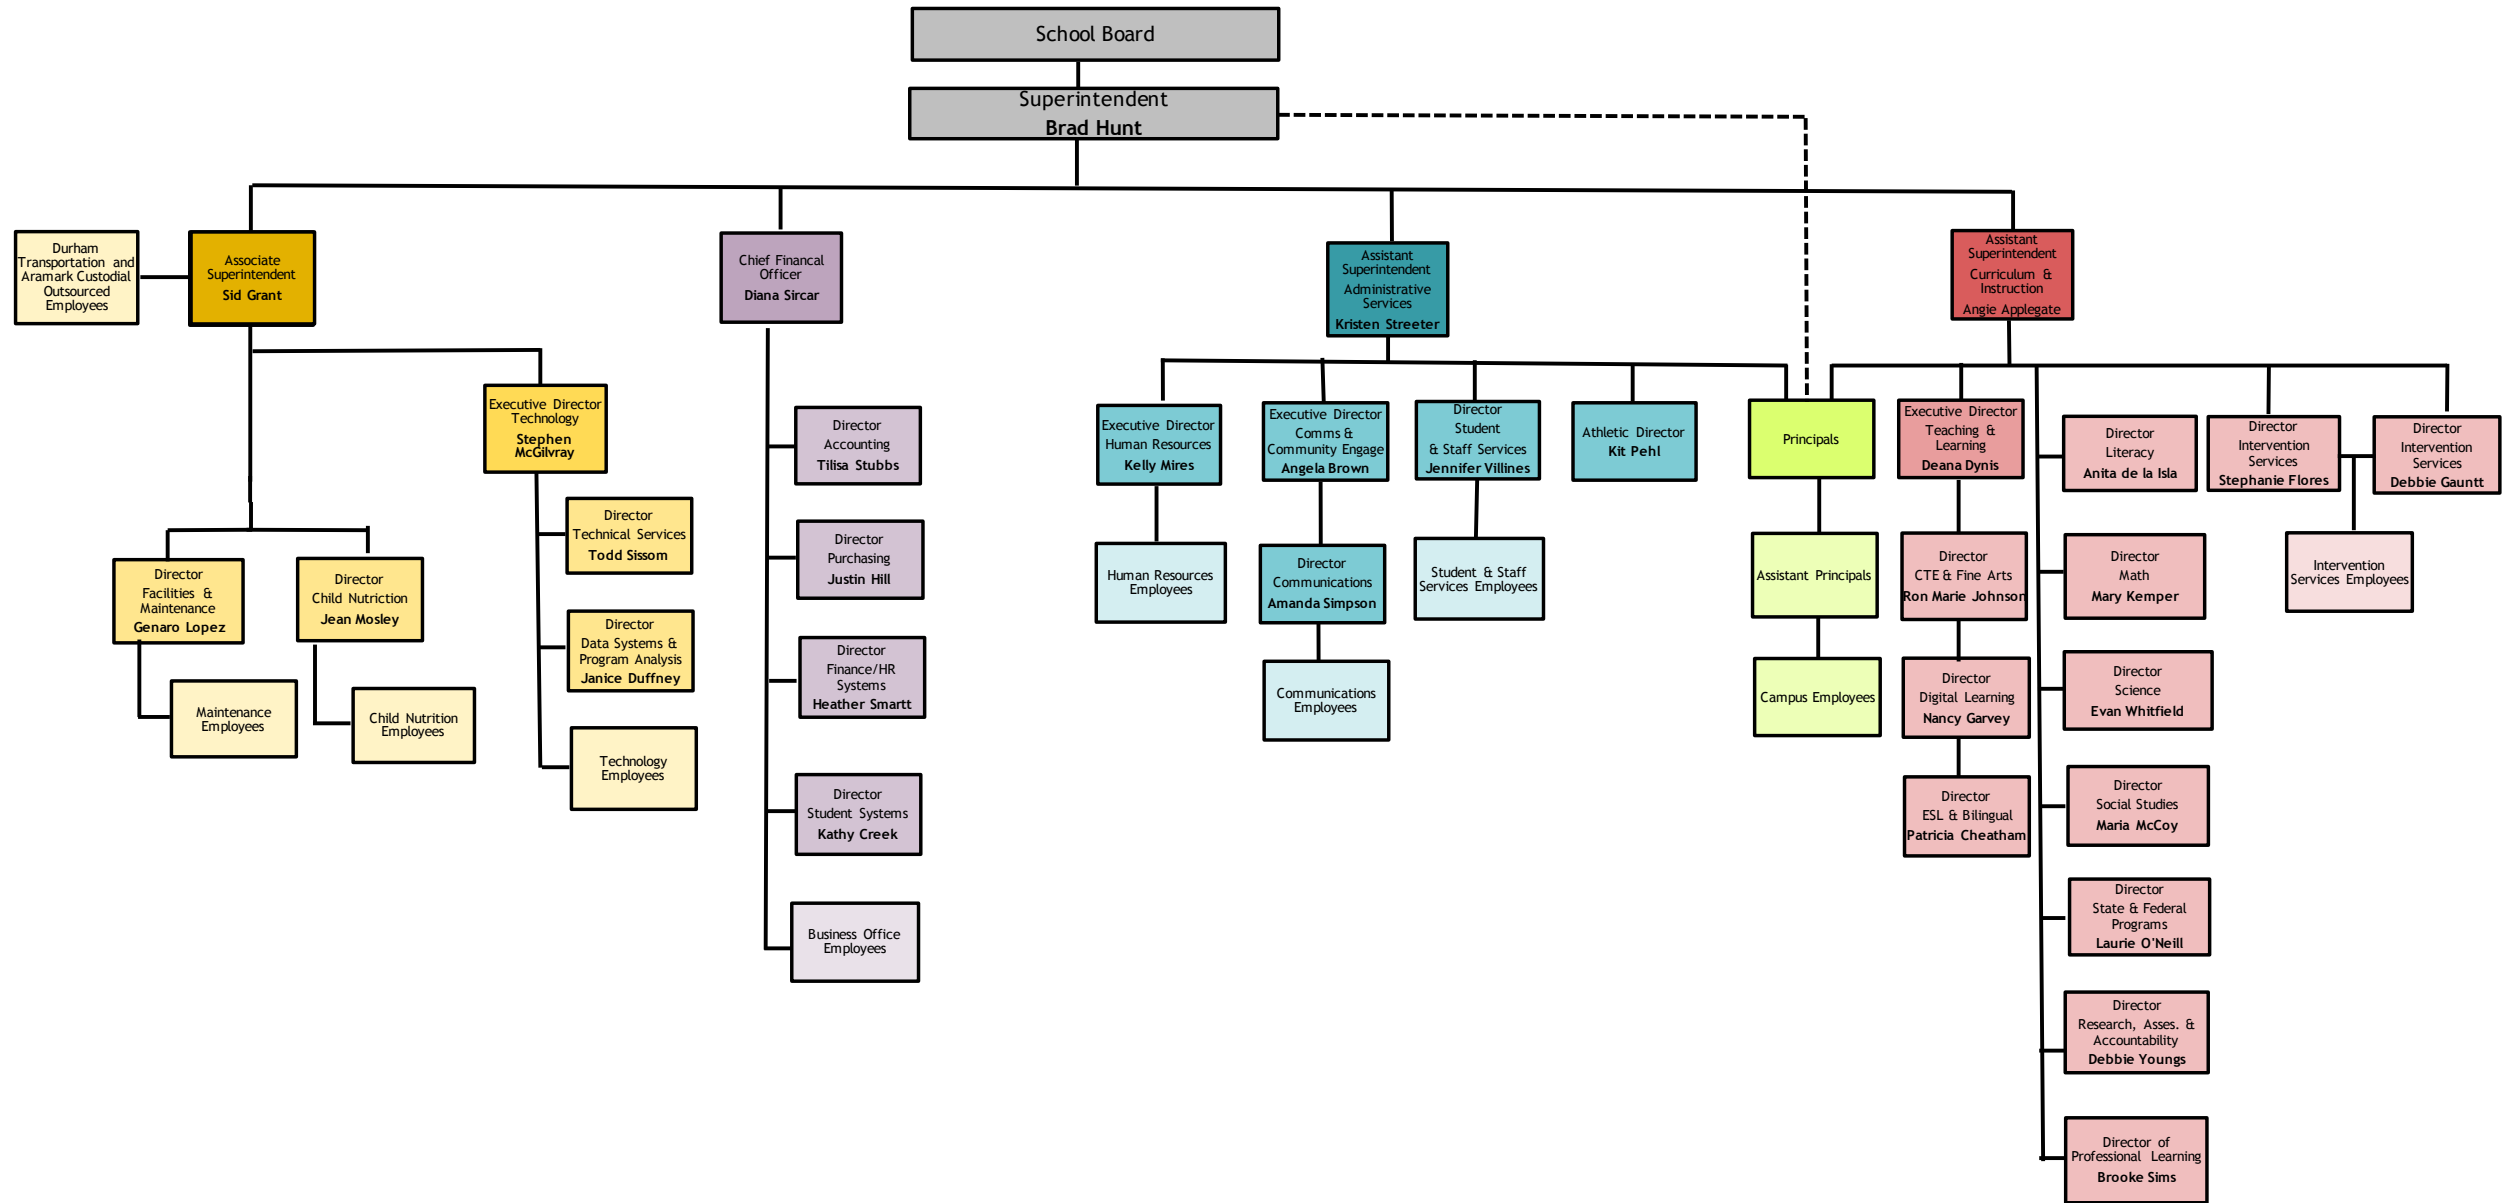 School Board
Superintendent
Brad Hunt
Durham
Transportation and
Aramark Custodial
Outsourced
Employees
Associate
Superintendent
Sid Grant
Chief Financal
Officer
Diana Sircar
Assistant
Superintendent
Administrative
Services
Kristen Streeter
Assistant
Superintendent
Curriculum &
Instruction
Angie Applegate
Executive Director
Technology
Stephen
McGilvray
Director
Technical Services
Todd Sissom
Director
Data Systems &
Program Analysis
Janice Duffney
Technology
Employees
Director
Facilities &
Maintenance
Genaro Lopez
Director
Child Nutriction
Jean Mosley
Maintenance
Employees
Child Nutrition
Employees
Director
Accounting
Tilisa Stubbs
Director
Purchasing
Justin Hill
Director
Finance/HR
Systems
Heather Smartt
Director
Student Systems
Kathy Creek
Business Office
Employees
Executive Director
Human Resources
Kelly Mires
Human Resources
Employees
Executive Director
Comms &
Community Engage
Angela Brown
Director
Communications
Amanda Simpson
Communications
Employees
Director
Student
& Staff Services
Jennifer Villines
Student & Staff
Services Employees
Athletic Director
Kit Pehl
Principals
Assistant Principals
Campus Employees
Executive Director
Teaching &
Learning
Deana Dynis
Director
CTE & Fine Arts
Ron Marie Johnson
Director
Digital Learning
Nancy Garvey
Director
ESL & Bilingual
Patricia Cheatham
Director
Literacy
Anita de la Isla
Director
Math
Mary Kemper
Director
Science
Evan Whitfield
Director
Social Studies
Maria McCoy
Director
State & Federal
Programs
Laurie O'Neill
Director
Research, Asses. &
Accountability
Debbie Youngs
Director of
Professional Learning
Brooke Sims
Director
Intervention
Services
Stephanie Flores
Director
Intervention
Services
Debbie Gauntt
Intervention
Services Employees